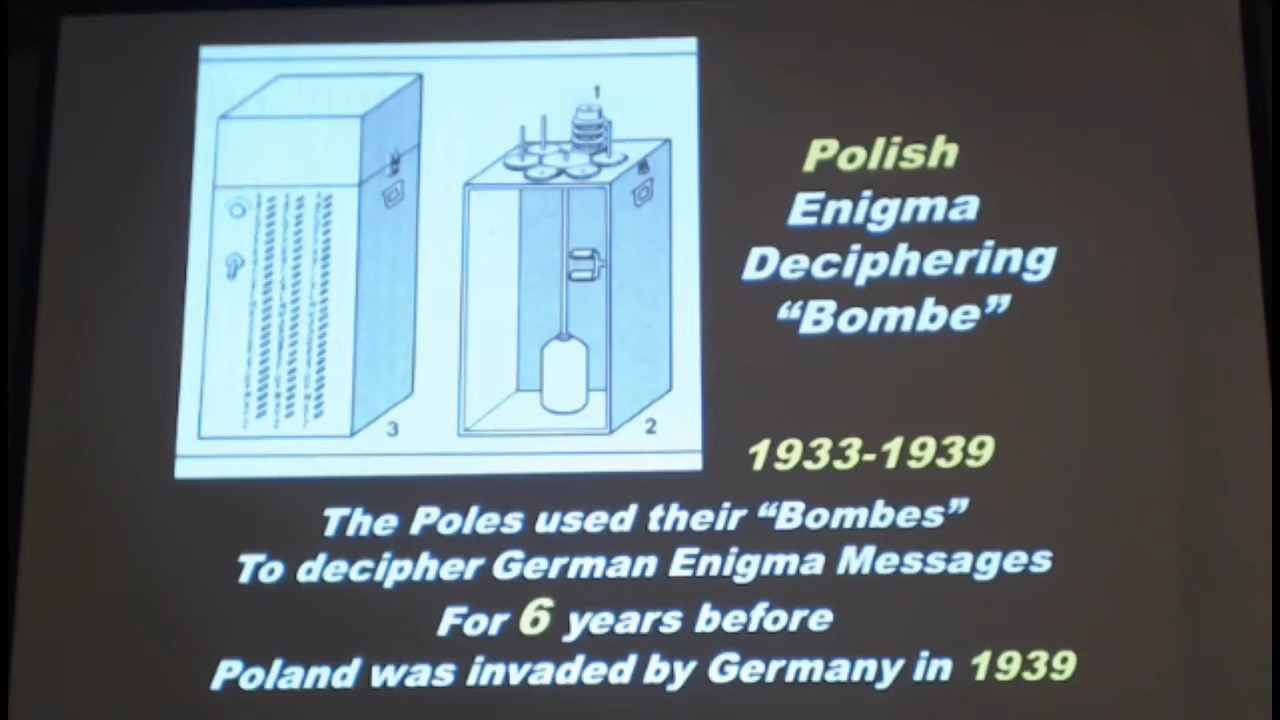 1
3
2
Polish
Enigma
Deciphering
“Bombe”
1933-1939
The Poles used their “Bombes”
To decipher German Enigma Messages
For 6 years before
Poland was invaded by Germany in 1939